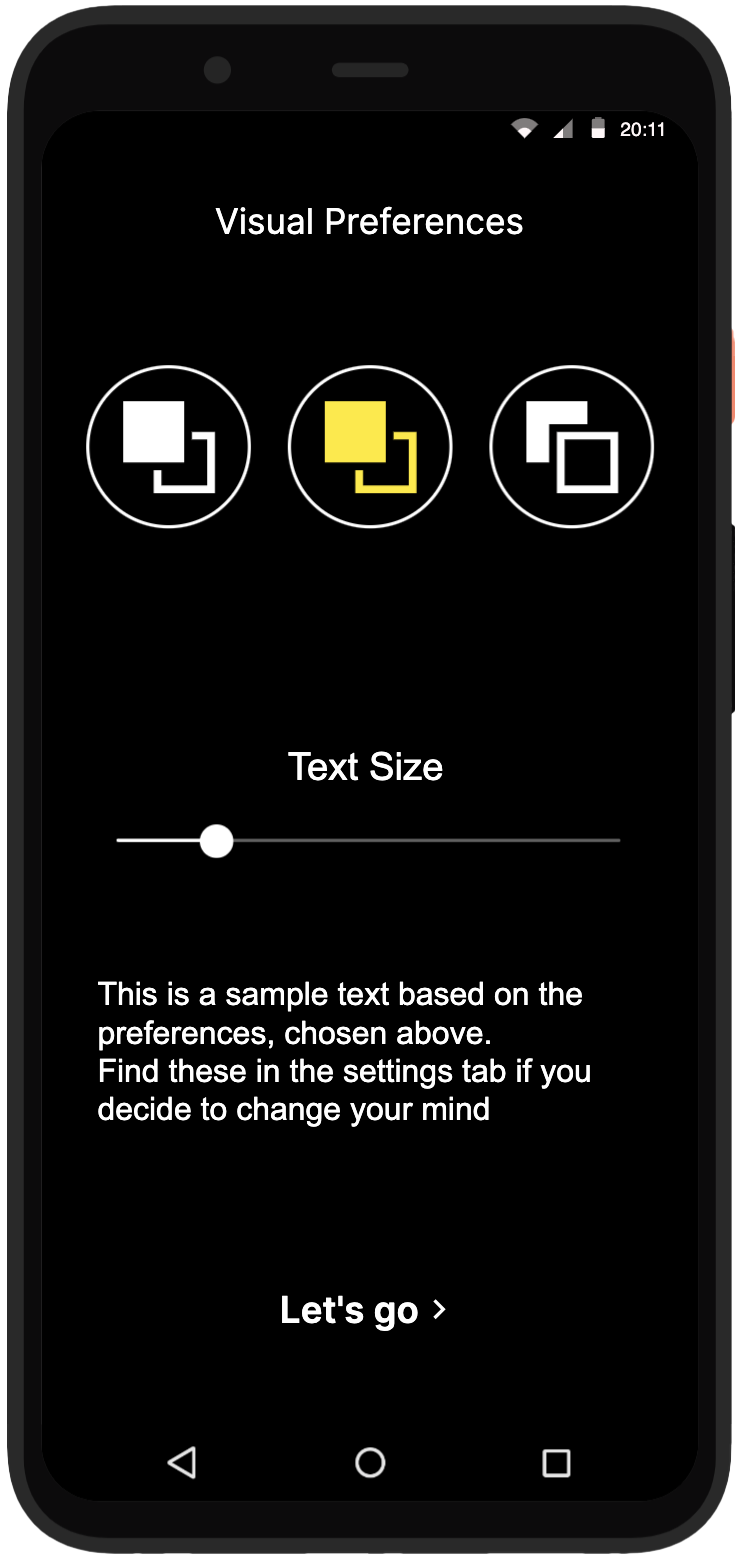 20:11
Visual Preferences
Text Size
This is a sample text based on the
preferences, chosen above.
Find these in the settings tab if you
decide to change your mind
Let's go >